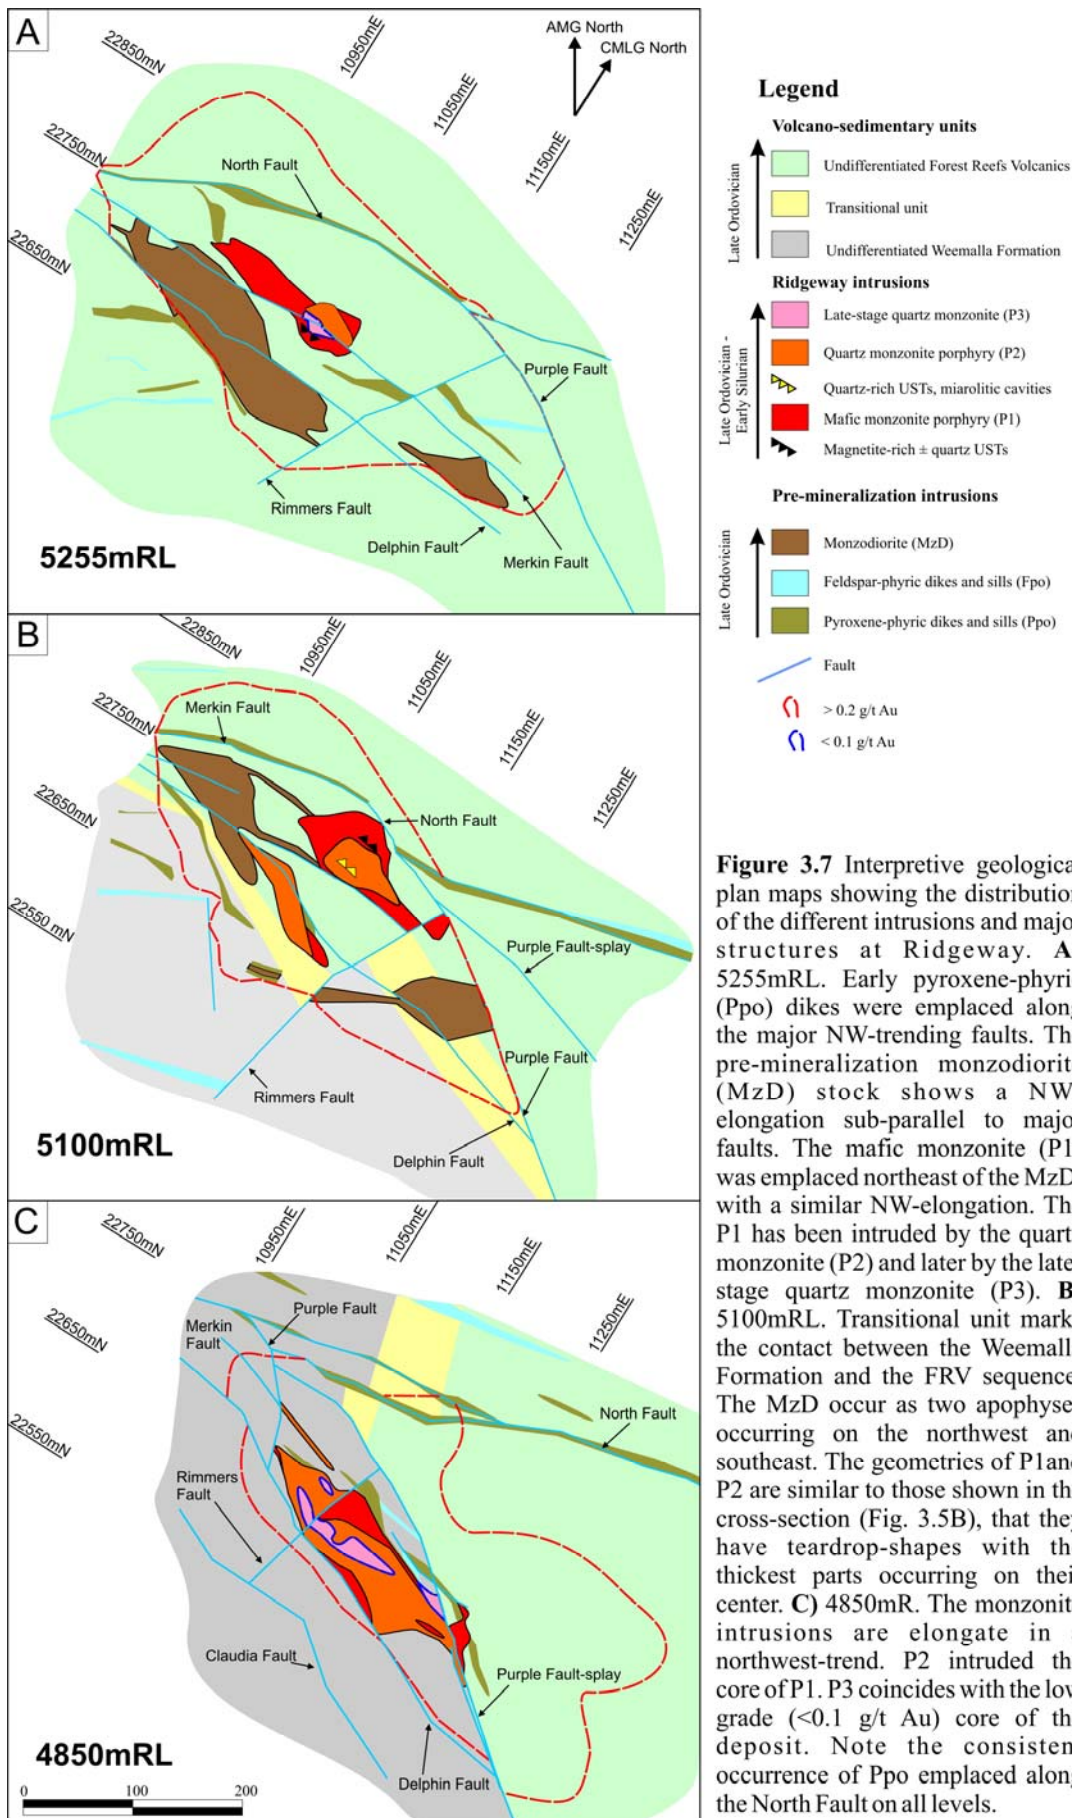 A
22850mN
10950mE
AMG North
CMLG North
11050mE
22750mN
North Fault
11150mE
11250mE
22650mN
Purple Fault
Rimmers Fault
Delphin Fault
Merkin Fault
5255mRL
B
22850mN
10950mE
11050mE
22750mN
Merkin Fault
11150mE
11250mE
22650mN
North Fault
22550 mN
Purple Fault-splay
Purple Fault
Rimmers Fault
Delphin Fault
5100mRL
C
22750mN
10950mE
11050mE
11150mE
22650mN
Purple Fault
Merkin
Fault
11250mE
22550mN
North Fault
Rimmers
Fault
Claudia Fault
Purple Fault-splay
Delphin Fault
4850mRL
0 100 200
Legend
Volcano-sedimentary units
Late Ordovician
Undifferentiated Forest Reefs Volcanics
Transitional unit
Undifferentiated Weemalla Formation
Ridgeway intrusions
Late Ordovician -
Early Silurian
Late-stage quartz monzonite (P3)
Quartz monzonite porphyry (P2)
Quartz-rich USTs, miarolitic cavities
Mafic monzonite porphyry (P1)
Magnetite-rich ± quartz USTs
Pre-mineralization intrusions
Late Ordovician
Monzodiorite (MzD)
Feldspar-phyric dikes and sills (Fpo)
Pyroxene-phyric dikes and sills (Ppo)
Fault
> 0.2 g/t Au
< 0.1 g/t Au
Figure 3.7 Interpretive geologica
plan maps showing the distribution
of the different intrusions and majo
structures at Ridgeway. A
5255mRL. Early pyroxene-phyri
(Ppo) dikes were emplaced along
the major NW-trending faults. Th
pre-mineralization monzodiorit
(MzD) stock shows a NW
elongation sub-parallel to majo
faults. The mafic monzonite (P1
was emplaced northeast of the MzD
with a similar NW-elongation. Th
P1 has been intruded by the quart
monzonite (P2) and later by the late
stage quartz monzonite (P3). B
5100mRL. Transitional unit mark
the contact between the Weemall
Formation and the FRV sequence
The MzD occur as two apophyse
occurring on the northwest and
southeast. The geometries of P1and
P2 are similar to those shown in th
cross-section (Fig. 3.5B), that they
have teardrop-shapes with th
thickest parts occurring on thei
center. C) 4850mR. The monzonit
intrusions are elongate in
northwest-trend. P2 intruded th
core of P1. P3 coincides with the low
grade (<0.1 g/t Au) core of th
deposit. Note the consisten
occurrence of Ppo emplaced along
the North Fault on all levels.